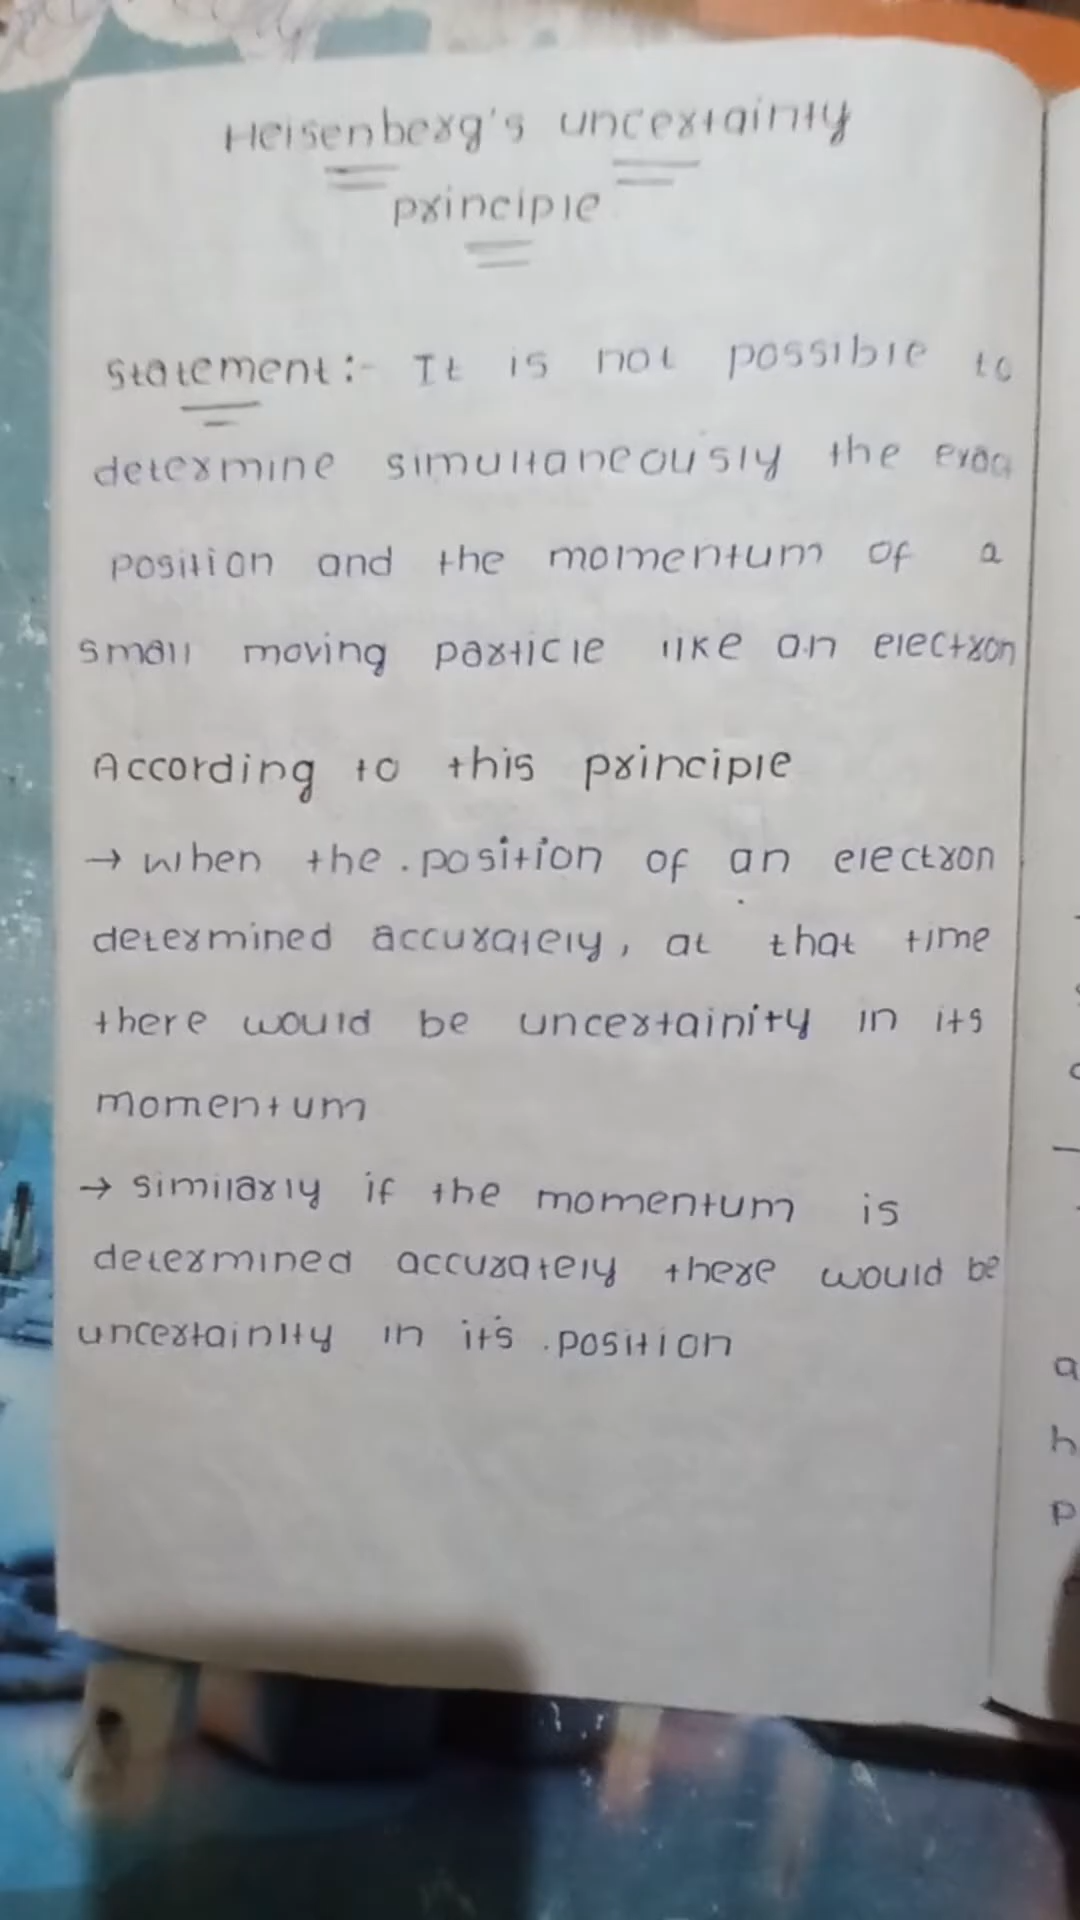 Heisenberg's uncertainty
principle
Statement:- It is not possible to
determine simultaneously the exac
position and the momentum of a
small moving particle like an electron
According to this principle
→ when the position of an electron
determined accurately, at that time
there would be uncertainity in its
momentum
→ similarly if the momentum is
determined accurately there would be
uncertainity in it's position
a
h
p